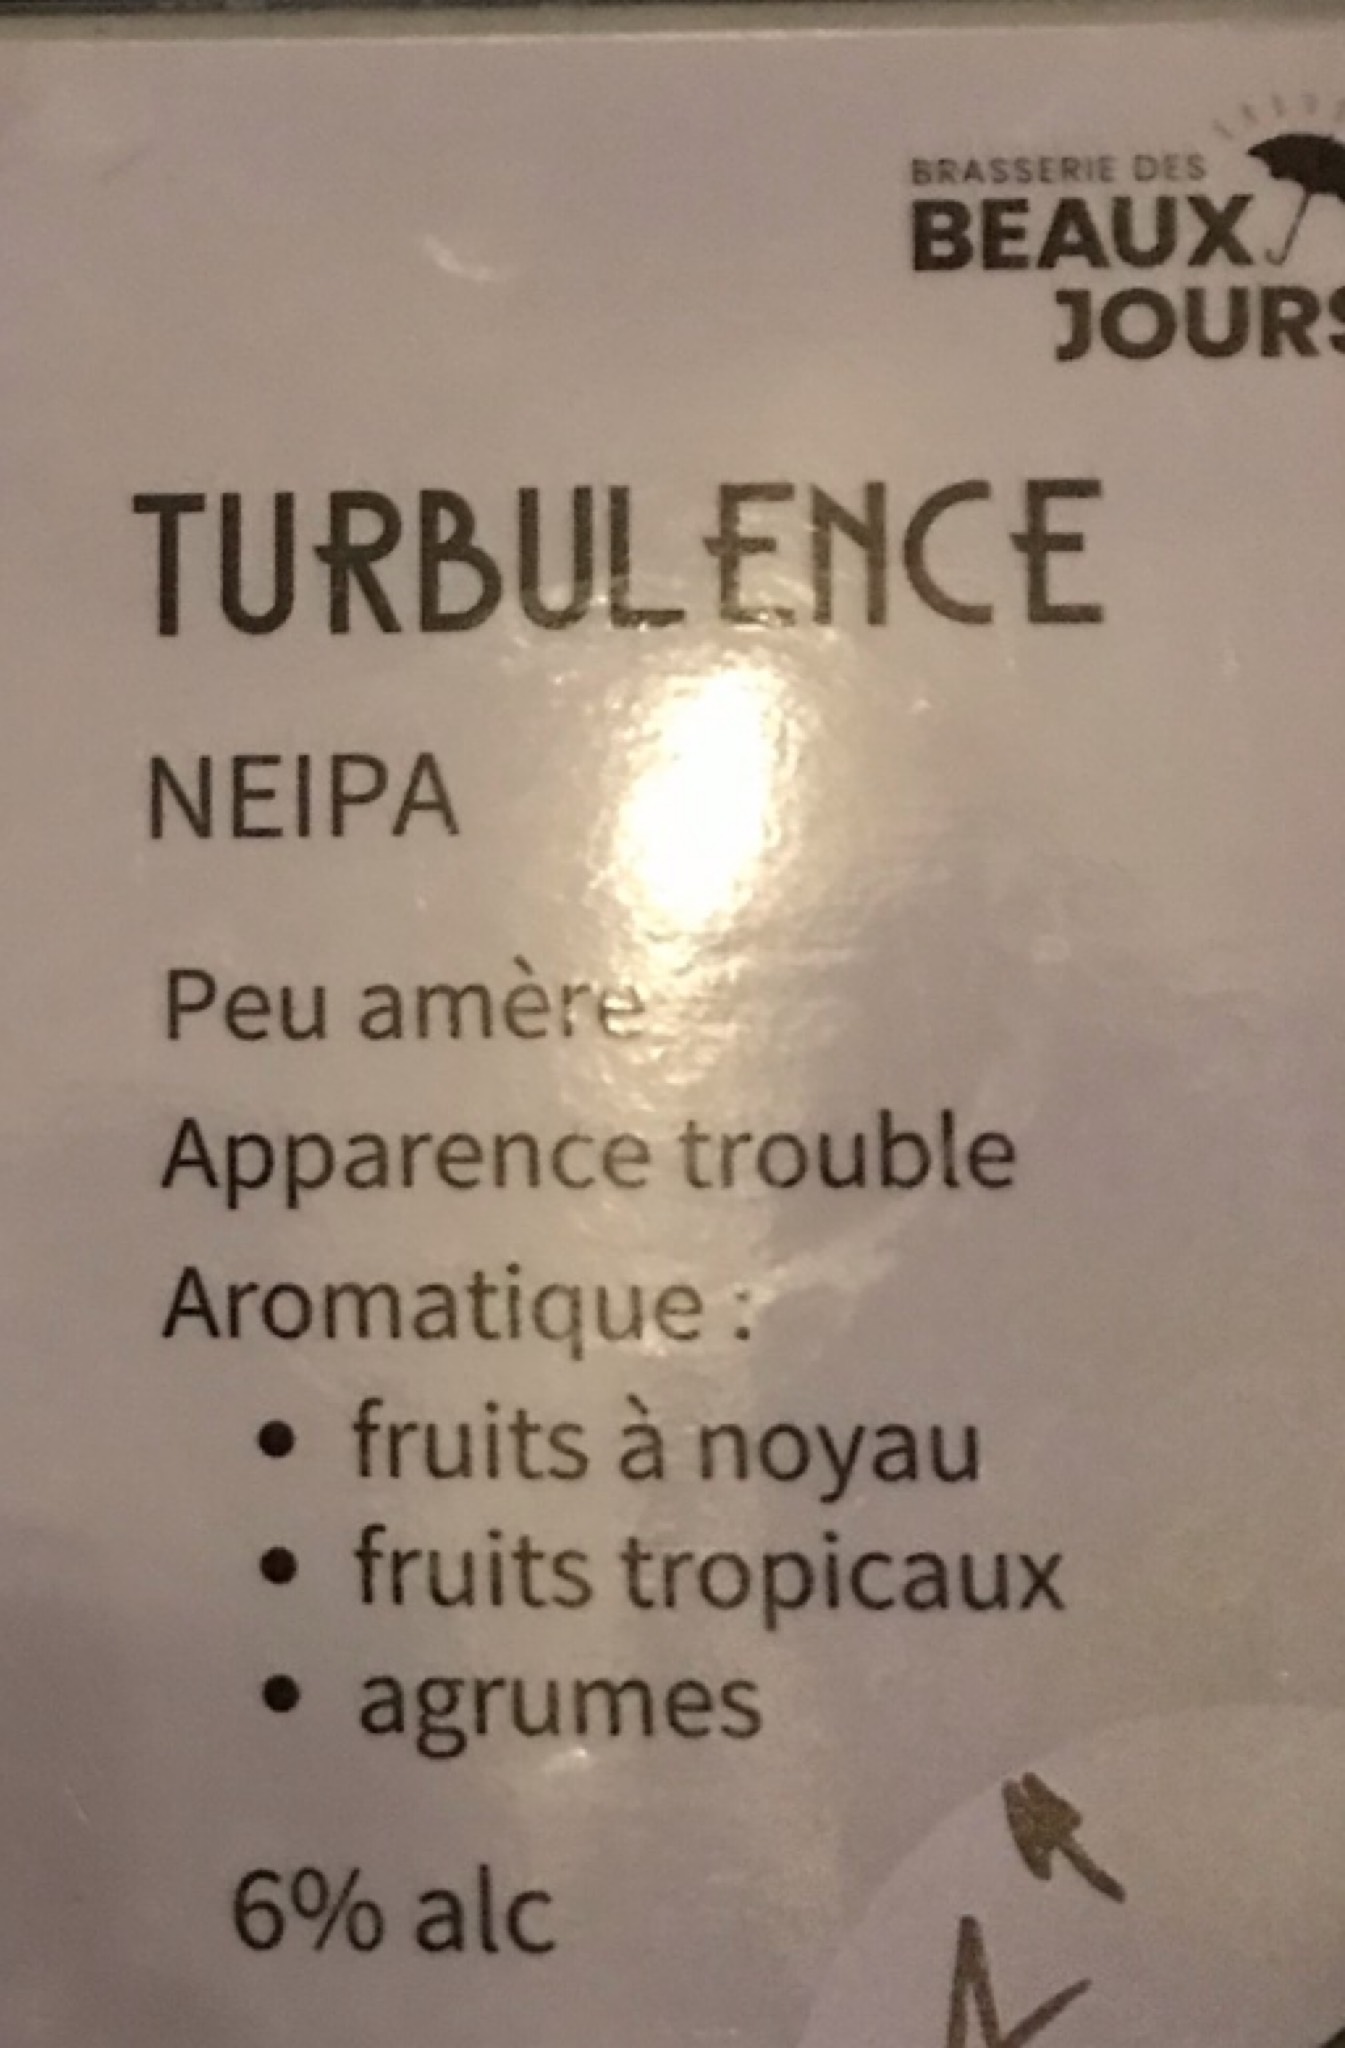 BRASSERIE DES
BEAUX
JOURS
TURBULENCE
NEIPA
Peu amère
Apparence trouble
Aromatique :
• fruits à noyau
• fruits tropicaux
• agrumes
6% alc